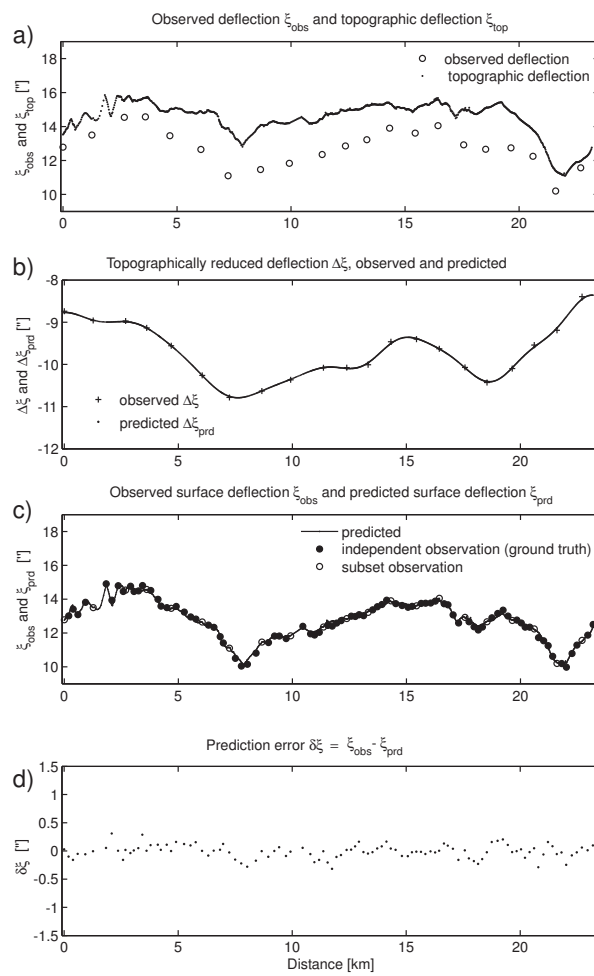 Observed deflection ξobs and topographic deflection ξtop
a)
observed deflection
topographic deflection
ξobs and ξtop ["]
18
16
14
12
10
0 5 10 15 20
b)
Topographically reduced deflection Δξ, observed and predicted
Δξ and Δξprd ["]
-8
-9
-10
-11
-12
observed Δξ
predicted Δξprd
0 5 10 15 20
Observed surface deflection ξobs and predicted surface deflection ξprd
c)
predicted
independent observation (ground truth)
subset observation
ξobs and ξprd ["]
18
16
14
12
10
0 5 10 15 20
Prediction error δξ = ξobs- ξprd
d)
δξ ["]
1.5
1
0.5
0
-0.5
-1
-1.5
0 5 10 15 20
Distance [km]